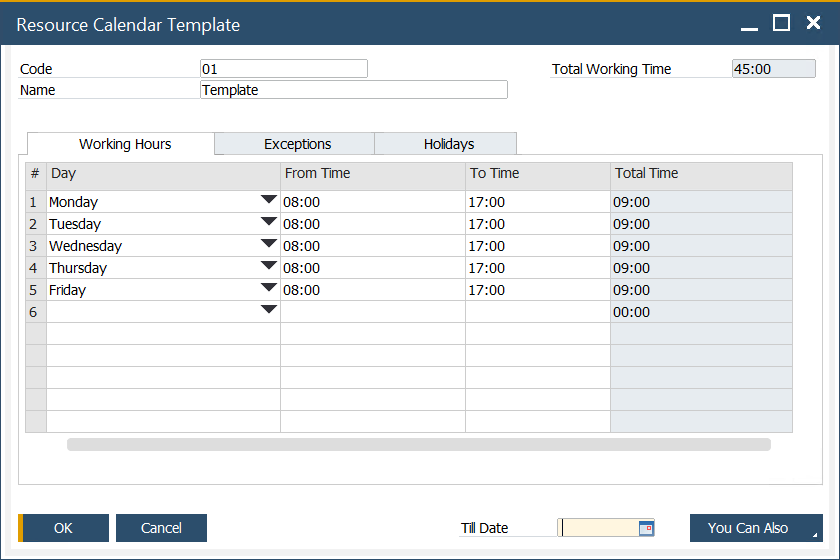 Resource Calendar Template
Code 01 Total Working Time 45:00
Name Template
Working Hours Exceptions Holidays
# Day From Time To Time Total Time
1 Monday 08:00 17:00 09:00
2 Tuesday 08:00 17:00 09:00
3 Wednesday 08:00 17:00 09:00
4 Thursday 08:00 17:00 09:00
5 Friday 08:00 17:00 09:00
6 00:00
OK Cancel Till Date You Can Also